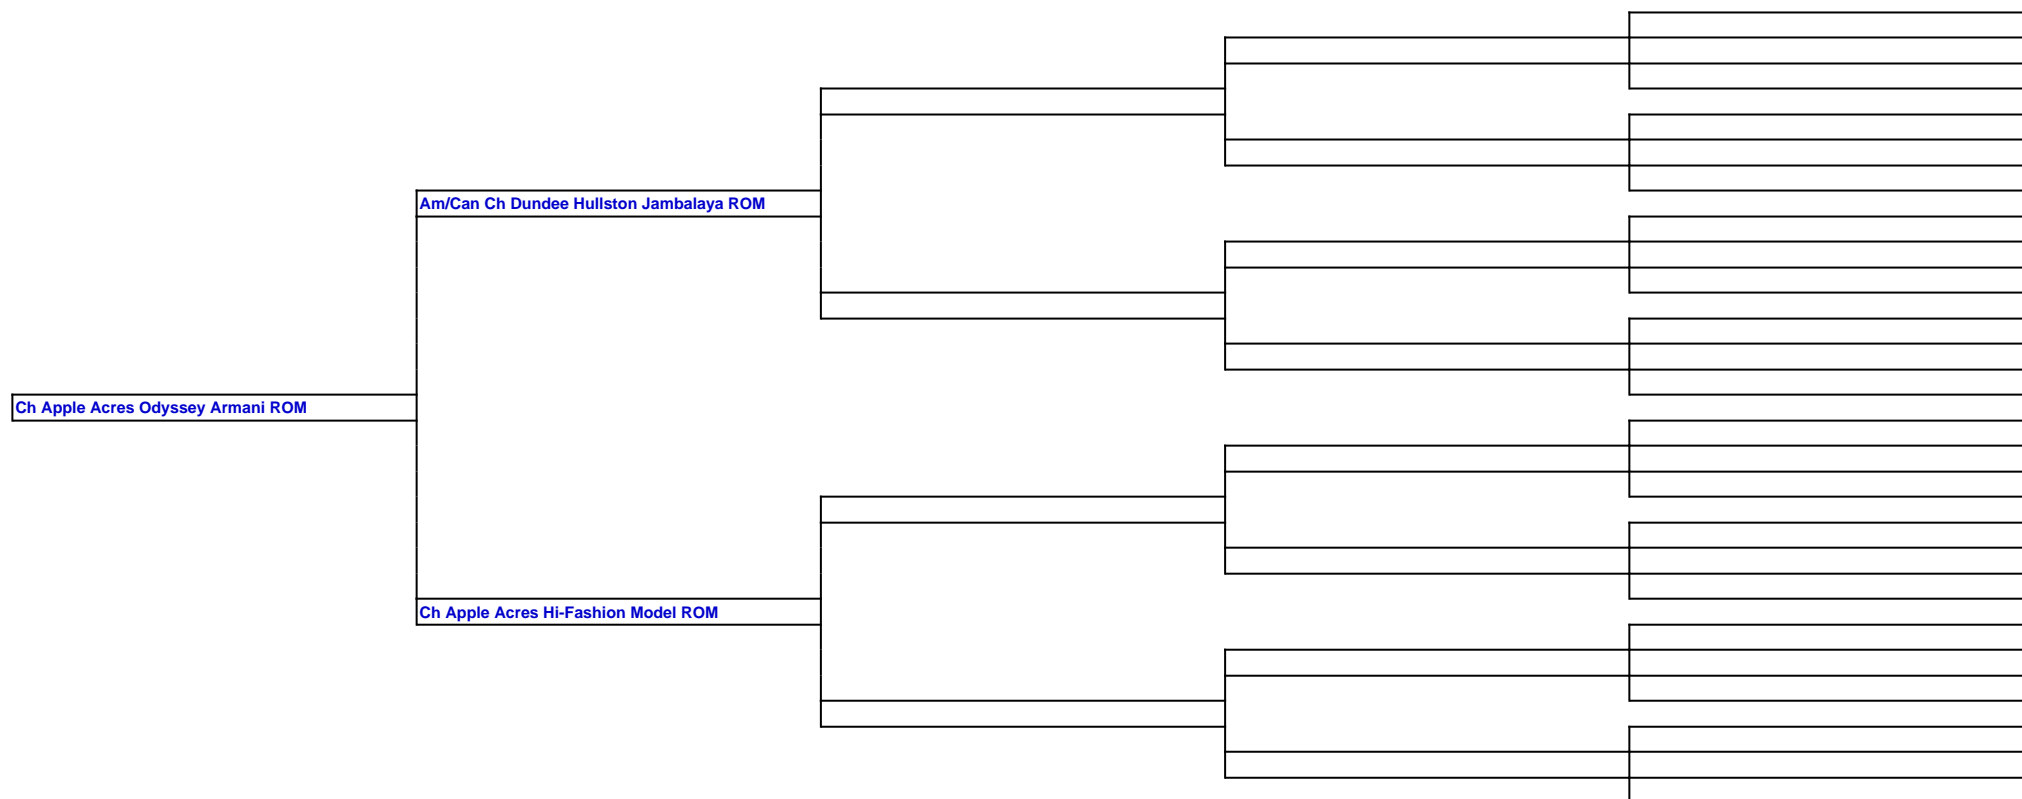 Am/Can Ch Dundee Hullston Jambalaya ROM
Ch Apple Acres Odyssey Armani ROM
Ch Apple Acres Hi-Fashion Model ROM